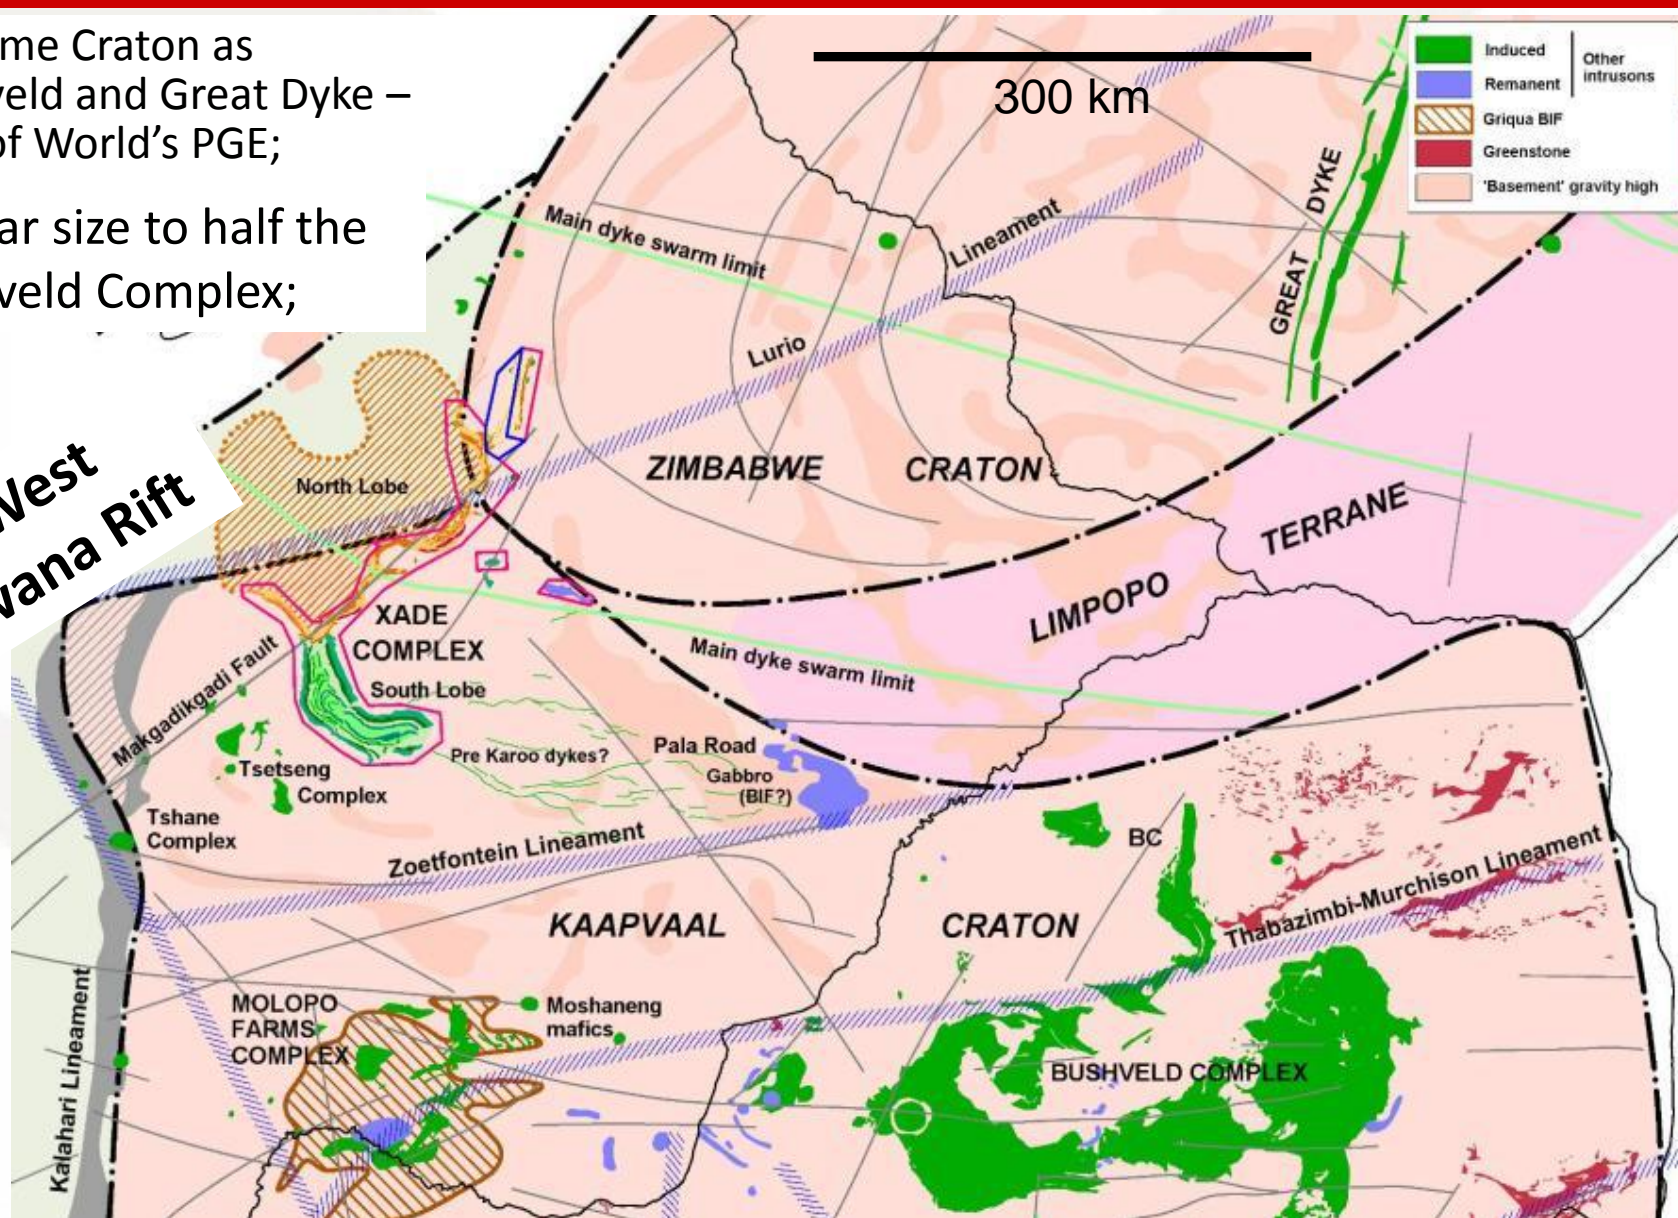 me Craton as
veld and Great Dyke –
of World's PGE;
ar size to half the
veld Complex;
West
vana Rift
300 km
Induced
Remanent
Other
intrusons
Griqua BIF
Greenstone
'Basement' gravity high
GREAT DYKE
Main dyke swarm limit
Lurio Lineament
ZIMBABWE CRATON
North Lobe
LIMPOPO TERRANE
XADE
COMPLEX
South Lobe
Main dyke swarm limit
Makgadikgadi Fault
Pre Karoo dykes?
Pala Road
Gabbro
(BIF?)
Tsetseng
Complex
Tshane
Complex
Zoetfontein Lineament
BC
Thabazimbi-Murchison Lineament
KAAPVAAL CRATON
Kalahari Lineament
MOLOPO
FARMS
COMPLEX
Moshaneng
mafics
BUSHVELD COMPLEX